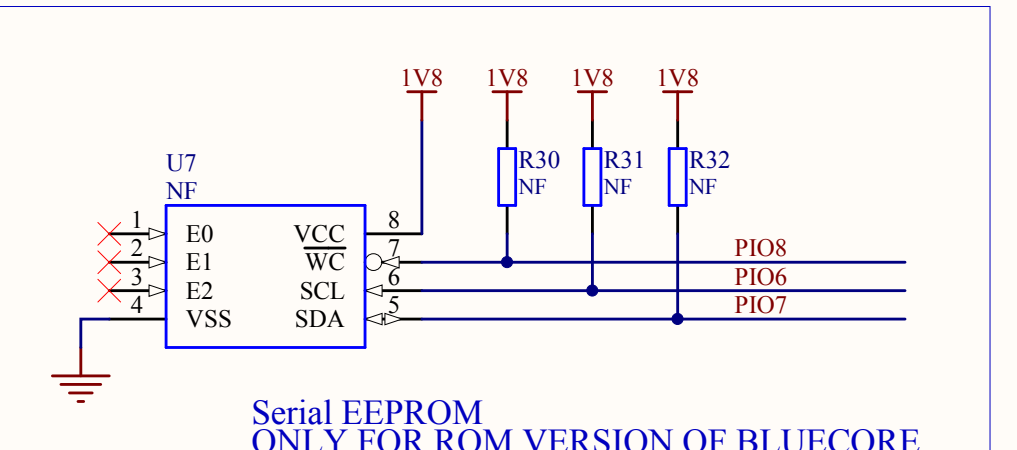 1V8 1V8 1V8 1V8
U7
NF
R30
NF
R31
NF
R32
NF
1 E0 VCC 8
2 E1 WC 7 PIO8
3 E2 SCL 6 PIO6
4 VSS SDA 5 PIO7
Serial EEPROM
ONLY FOR ROM VERSION OF BLUECORE